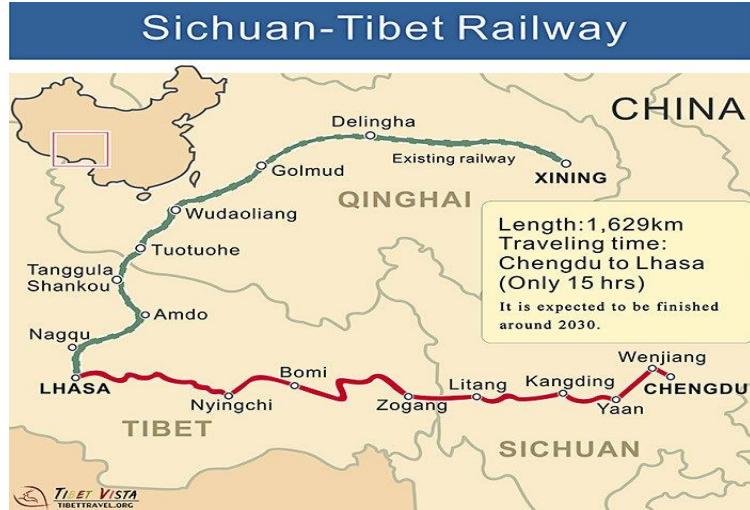 Sichuan-Tibet Railway
CHINA
Delingha
Existing railway
XINING
Golmud
QINGHAI
Wudaoliang
Length:1,629km
Traveling time:
Chengdu to Lhasa
(Only 15 hrs)
It is expected to be finished
around 2030.
Tuotuohe
Tanggula
Shankou
Amdo
Nagqu
LHASA
Nyingchi
Bomi
Zogang
Litang
Kangding
Yaan
Wenjiang
CHENGDU
TIBET
SICHUAN
TIBET VISTA
TIBETTRAVEL.ORG